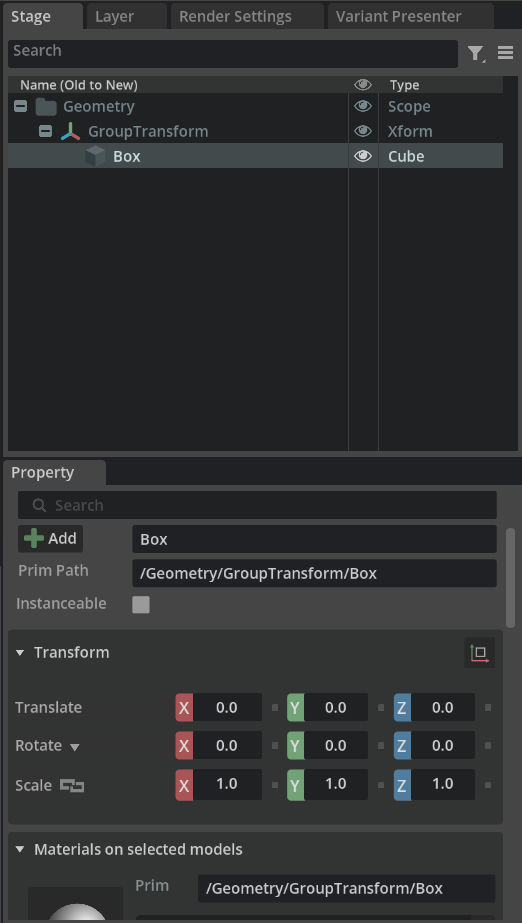 Stage Layer Render Settings Variant Presenter
Search
Name (Old to New) Type
Geometry Scope
GroupTransform Xform
Box Cube
Property
Search
Add Box
Prim Path /Geometry/GroupTransform/Box
Instanceable
Transform
Translate X 0.0 Y 0.0 Z 0.0
Rotate X 0.0 Y 0.0 Z 0.0
Scale X 1.0 Y 1.0 Z 1.0
Materials on selected models
Prim /Geometry/GroupTransform/Box